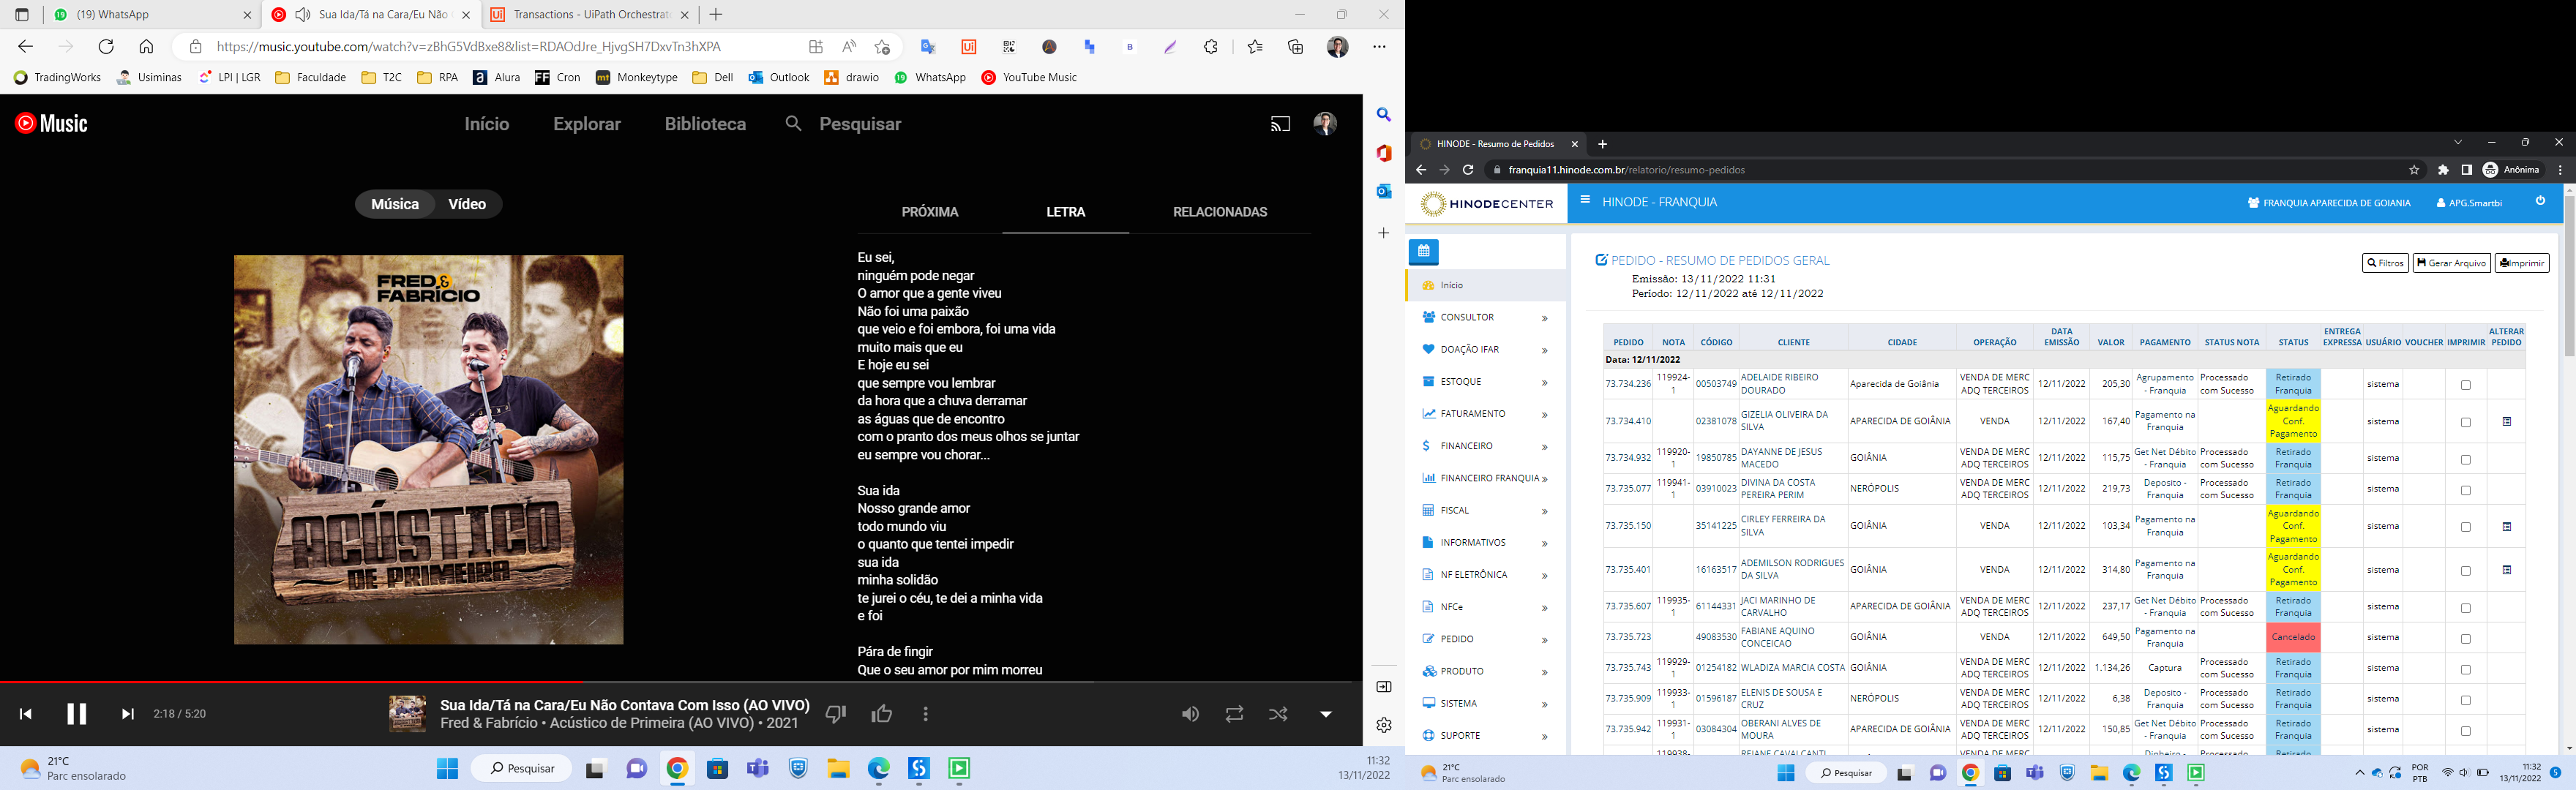 (19) WhatsApp
Sua Ida/Tá na Cara/Eu Não
Transactions - UiPath Orchestrat
https://music.youtube.com/watch?v=zBhG5VdBxe8&list=RDAOdJre_HjvgSH7DxvTn3hXPA
TradingWorks Usiminas LPI | LGR Faculdade T2C RPA Alura Cron Monkeytype Dell Outlook drawio WhatsApp YouTube Music
Music
Início Explorar Biblioteca Pesquisar
Música Vídeo
PRÓXIMA LETRA RELACIONADAS
FRED &
FABRÍCIO
ACÚSTICO
DE PRIMEIRA
Eu sei,
ninguém pode negar
O amor que a gente viveu
Não foi uma paixão
que veio e foi embora, foi uma vida
muito mais que eu
E hoje eu sei
que sempre vou lembrar
da hora que a chuva derramar
as águas que de encontro
com o pranto dos meus olhos se juntar
eu sempre vou chorar...
Sua ida
Nosso grande amor
todo mundo viu
o quanto que tentei impedir
sua ida
minha solidão
te jurei o céu, te dei a minha vida
e foi
Pára de fingir
Que o seu amor por mim morreu
2:18 / 5:20
Sua Ida/Tá na Cara/Eu Não Contava Com Isso (AO VIVO)
Fred & Fabrício • Acústico de Primeira (AO VIVO) • 2021
21°C
Parc ensolarado
Pesquisar
11:32
13/11/2022
HINODE - Resumo de Pedidos
franquia11.hinode.com.br/relatorio/resumo-pedidos
Anônima
HINODECENTER
HINODE - FRANQUIA
FRANQUIA APARECIDA DE GOIANIA
APG.Smartbi
Início
CONSULTOR
DOAÇÃO IFAR
ESTOQUE
FATURAMENTO
FINANCEIRO
FINANCEIRO FRANQUIA
FISCAL
INFORMATIVOS
NF ELETRÔNICA
NFCe
PEDIDO
PRODUTO
SISTEMA
SUPORTE
PEDIDO - RESUMO DE PEDIDOS GERAL
Emissão: 13/11/2022 11:31
Período: 12/11/2022 até 12/11/2022
Filtros Gerar Arquivo Imprimir
PEDIDO NOTA CÓDIGO CLIENTE CIDADE OPERAÇÃO DATA EMISSÃO VALOR PAGAMENTO STATUS NOTA STATUS ENTREGA EXPRESSA USUÁRIO VOUCHER IMPRIMIR ALTERAR PEDIDO
Data: 12/11/2022
73.734.236 119924-1 00503749 ADELAIDE RIBEIRO DOURADO Aparecida de Goiânia VENDA DE MERC ADQ TERCEIROS 12/11/2022 205,30 Agrupamento - Franquia Processado com Sucesso Retirado Franquia sistema
73.734.410 02381078 GIZELIA OLIVEIRA DA SILVA APARECIDA DE GOIÂNIA VENDA 12/11/2022 167,40 Pagamento na Franquia Aguardando Conf. Pagamento sistema
73.734.932 119920-1 19850785 DAYANNE DE JESUS MACEDO GOIÂNIA VENDA DE MERC ADQ TERCEIROS 12/11/2022 115,75 Get Net Débito - Franquia Processado com Sucesso Retirado Franquia sistema
73.735.077 119941-1 03910023 DIVINA DA COSTA PEREIRA PERIM NERÓPOLIS VENDA DE MERC ADQ TERCEIROS 12/11/2022 219,73 Deposito - Franquia Processado com Sucesso Retirado Franquia sistema
73.735.150 35141225 CIRLEY FERREIRA DA SILVA GOIÂNIA VENDA 12/11/2022 103,34 Pagamento na Franquia Aguardando Conf. Pagamento sistema
73.735.401 16163517 ADEMILSON RODRIGUES DA SILVA GOIÂNIA VENDA 12/11/2022 314,80 Pagamento na Franquia Aguardando Conf. Pagamento sistema
73.735.607 119935-1 61144331 JACI MARINHO DE CARVALHO APARECIDA DE GOIÂNIA VENDA DE MERC ADQ TERCEIROS 12/11/2022 237,17 Get Net Débito - Franquia Processado com Sucesso Retirado Franquia sistema
73.735.723 49083530 FABIANE AQUINO CONCEICAO GOIÂNIA VENDA 12/11/2022 649,50 Pagamento na Franquia Cancelado sistema
73.735.743 119929-1 01254182 WLADIZA MARCIA COSTA GOIÂNIA VENDA DE MERC ADQ TERCEIROS 12/11/2022 1.134,26 Captura Processado com Sucesso Retirado Franquia sistema
73.735.909 119933-1 01596187 ELENIS DE SOUSA E CRUZ NERÓPOLIS VENDA DE MERC ADQ TERCEIROS 12/11/2022 6,38 Deposito - Franquia Processado com Sucesso Retirado Franquia sistema
73.735.942 119931-1 03084304 OBERANI ALVES DE MOURA APARECIDA DE GOIÂNIA VENDA DE MERC ADQ TERCEIROS 12/11/2022 150,85 Get Net Débito - Franquia Processado com Sucesso Retirado Franquia sistema
21°C
Parc ensolarado
Pesquisar
POR
PTB
11:32
13/11/2022
5